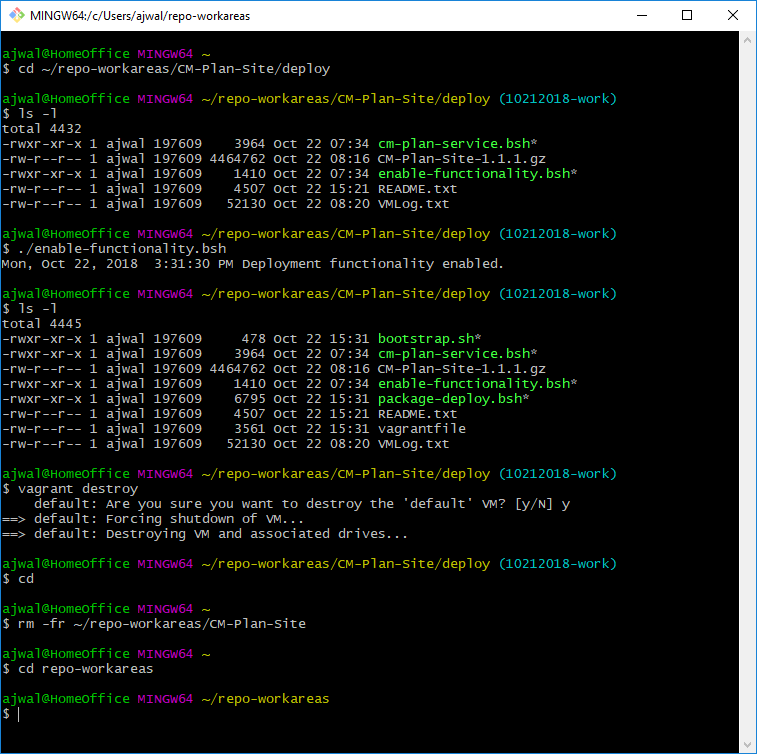 MINGW64:/c/Users/ajwal/repo-workareas
ajwal@HomeOffice MINGW64 ~
$ cd ~/repo-workareas/CM-Plan-Site/deploy
ajwal@HomeOffice MINGW64 ~/repo-workareas/CM-Plan-Site/deploy (10212018-work)
$ ls -l
total 4432
-rwxr-xr-x 1 ajwal 197609    3964 Oct 22 07:34 cm-plan-service.bsh*
-rw-r--r-- 1 ajwal 197609 4464762 Oct 22 08:16 CM-Plan-Site-1.1.1.gz
-rwxr-xr-x 1 ajwal 197609    1410 Oct 22 07:34 enable-functionality.bsh*
-rw-r--r-- 1 ajwal 197609    4507 Oct 22 15:21 README.txt
-rw-r--r-- 1 ajwal 197609   52130 Oct 22 08:20 VMLog.txt
ajwal@HomeOffice MINGW64 ~/repo-workareas/CM-Plan-Site/deploy (10212018-work)
$ ./enable-functionality.bsh
Mon, Oct 22, 2018  3:31:30 PM Deployment functionality enabled.
ajwal@HomeOffice MINGW64 ~/repo-workareas/CM-Plan-Site/deploy (10212018-work)
$ ls -l
total 4445
-rwxr-xr-x 1 ajwal 197609     478 Oct 22 15:31 bootstrap.sh*
-rwxr-xr-x 1 ajwal 197609    3964 Oct 22 07:34 cm-plan-service.bsh*
-rw-r--r-- 1 ajwal 197609 4464762 Oct 22 08:16 CM-Plan-Site-1.1.1.gz
-rwxr-xr-x 1 ajwal 197609    1410 Oct 22 07:34 enable-functionality.bsh*
-rwxr-xr-x 1 ajwal 197609    6795 Oct 22 15:31 package-deploy.bsh*
-rw-r--r-- 1 ajwal 197609    4507 Oct 22 15:21 README.txt
-rw-r--r-- 1 ajwal 197609    3561 Oct 22 15:31 vagrantfile
-rw-r--r-- 1 ajwal 197609   52130 Oct 22 08:20 VMLog.txt
ajwal@HomeOffice MINGW64 ~/repo-workareas/CM-Plan-Site/deploy (10212018-work)
$ vagrant destroy
    default: Are you sure you want to destroy the 'default' VM? [y/N] y
==> default: Forcing shutdown of VM...
==> default: Destroying VM and associated drives...
ajwal@HomeOffice MINGW64 ~/repo-workareas/CM-Plan-Site/deploy (10212018-work)
$ cd
ajwal@HomeOffice MINGW64 ~
$ rm -fr ~/repo-workareas/CM-Plan-Site
ajwal@HomeOffice MINGW64 ~
$ cd repo-workareas
ajwal@HomeOffice MINGW64 ~/repo-workareas
$